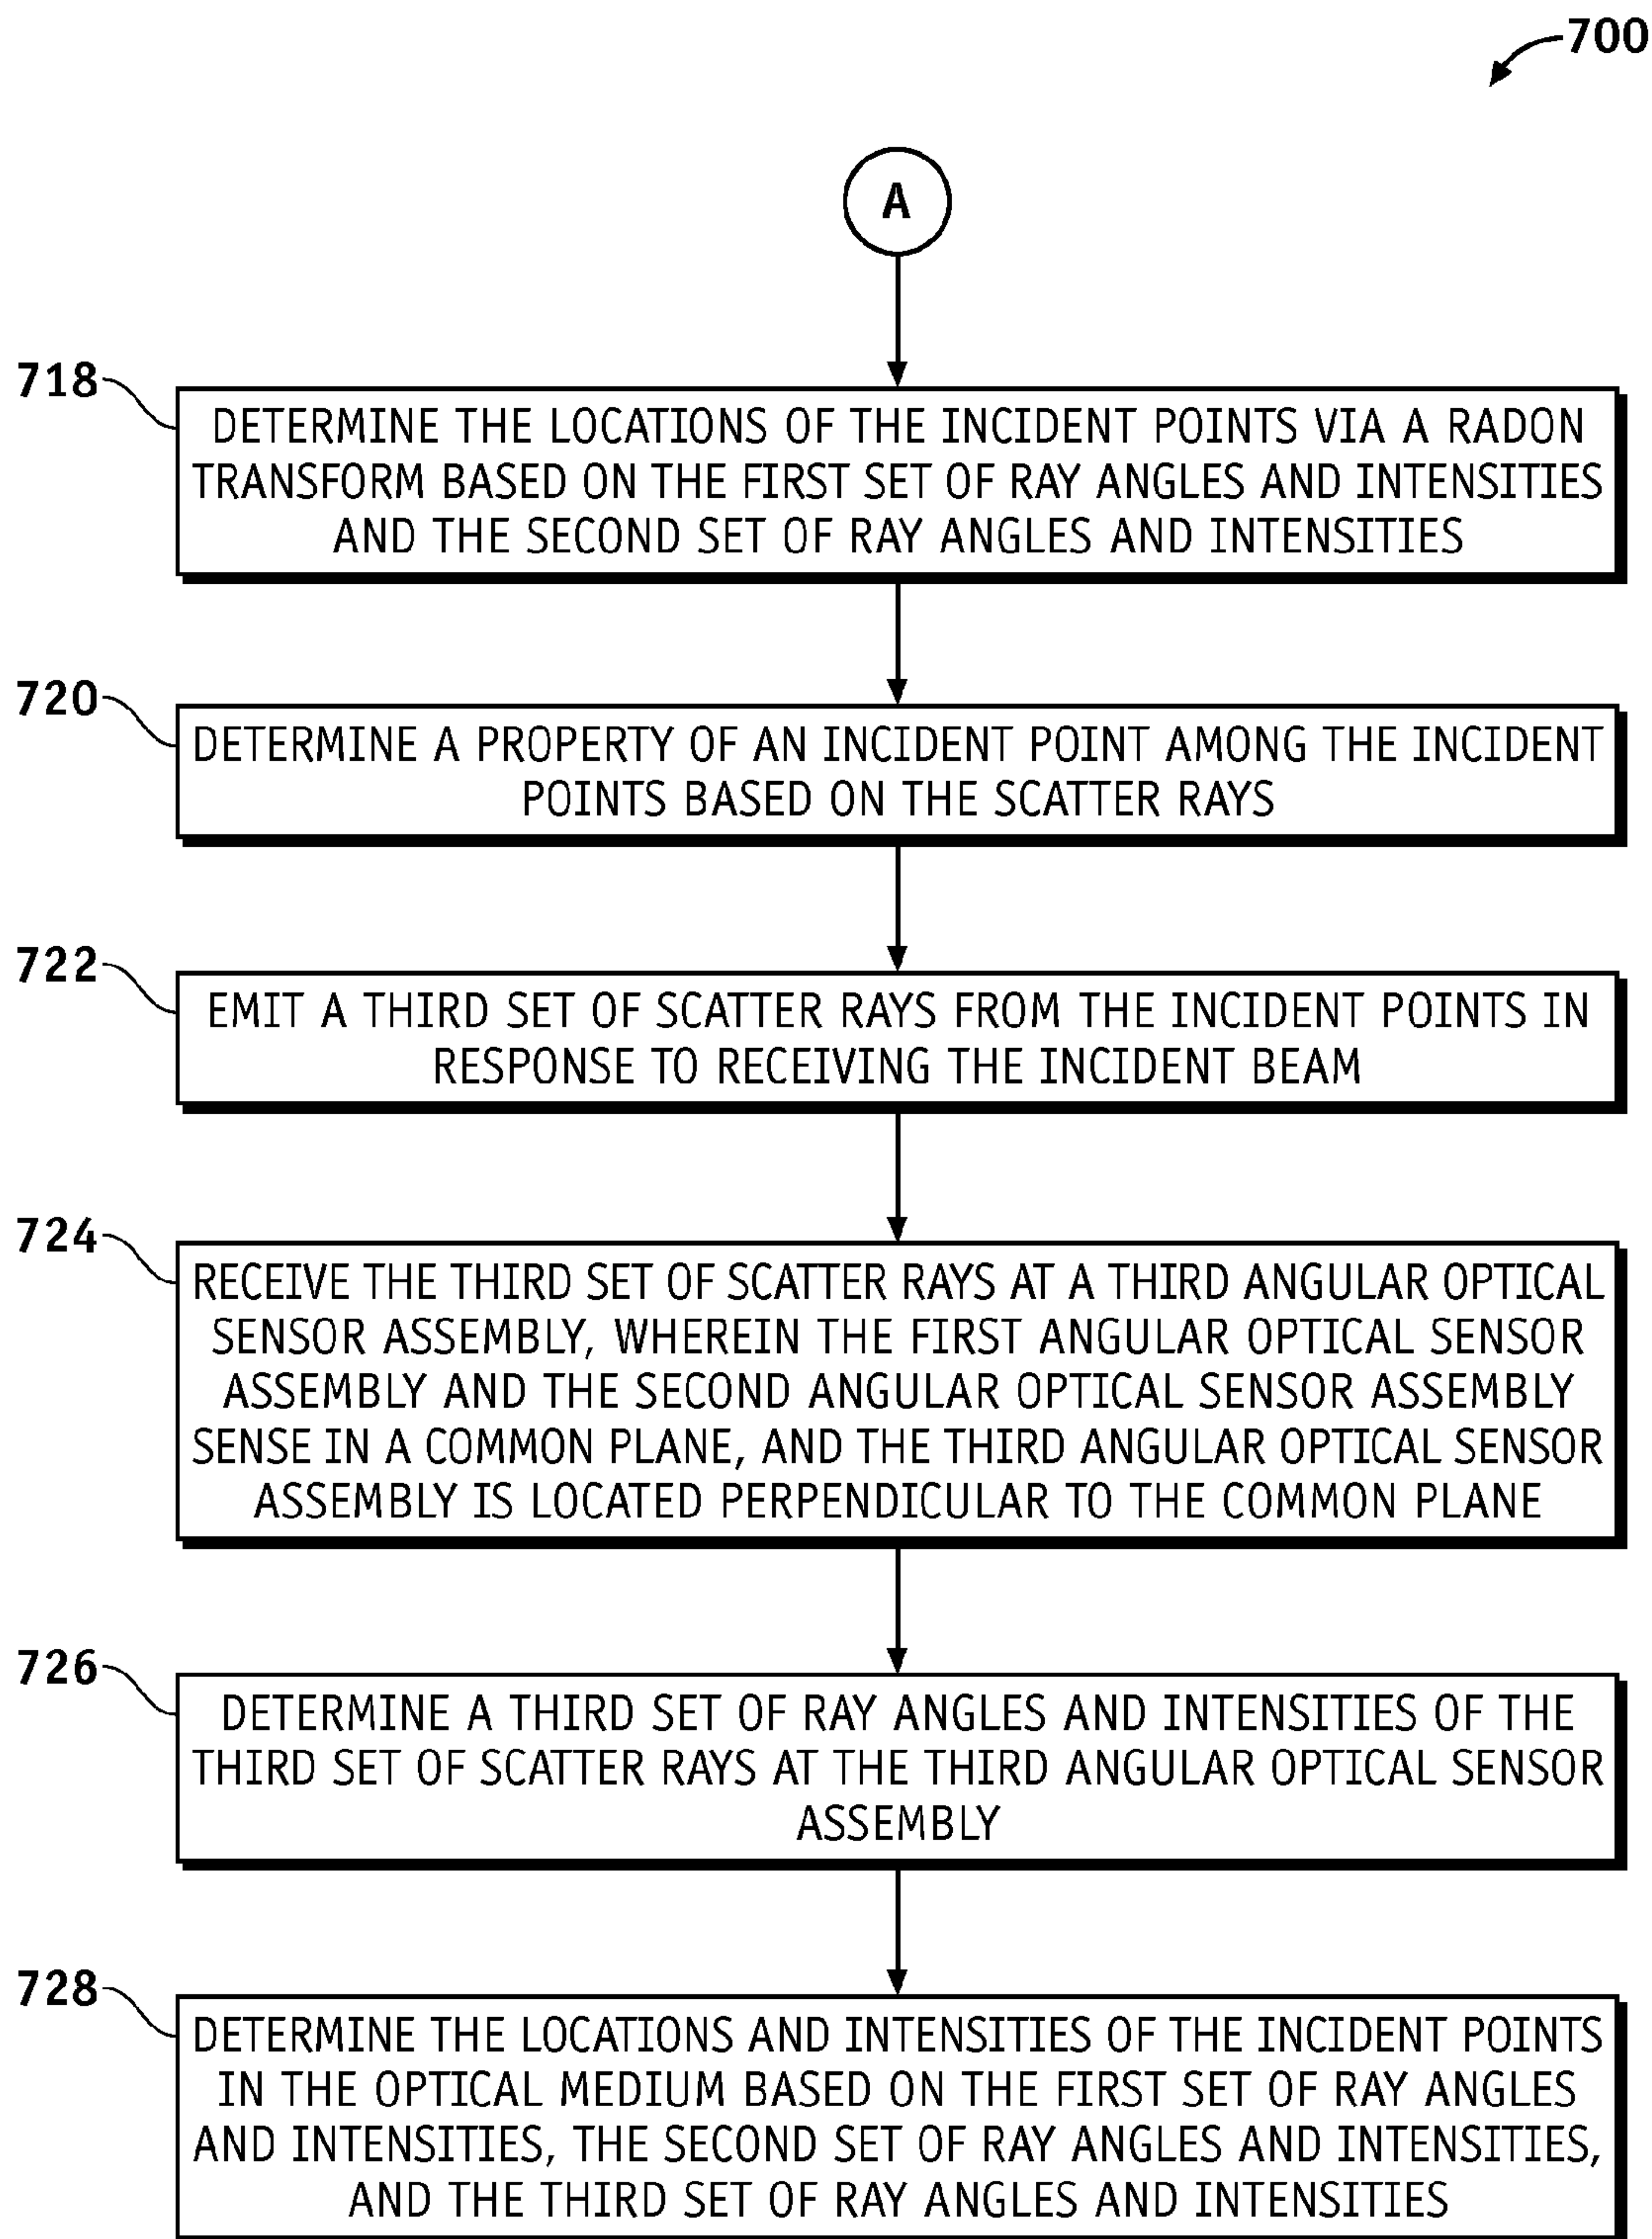 700
A
718
DETERMINE THE LOCATIONS OF THE INCIDENT POINTS VIA A RADON
TRANSFORM BASED ON THE FIRST SET OF RAY ANGLES AND INTENSITIES
AND THE SECOND SET OF RAY ANGLES AND INTENSITIES
720
DETERMINE A PROPERTY OF AN INCIDENT POINT AMONG THE INCIDENT
POINTS BASED ON THE SCATTER RAYS
722
EMIT A THIRD SET OF SCATTER RAYS FROM THE INCIDENT POINTS IN
RESPONSE TO RECEIVING THE INCIDENT BEAM
724
RECEIVE THE THIRD SET OF SCATTER RAYS AT A THIRD ANGULAR OPTICAL
SENSOR ASSEMBLY, WHEREIN THE FIRST ANGULAR OPTICAL SENSOR
ASSEMBLY AND THE SECOND ANGULAR OPTICAL SENSOR ASSEMBLY
SENSE IN A COMMON PLANE, AND THE THIRD ANGULAR OPTICAL SENSOR
ASSEMBLY IS LOCATED PERPENDICULAR TO THE COMMON PLANE
726
DETERMINE A THIRD SET OF RAY ANGLES AND INTENSITIES OF THE
THIRD SET OF SCATTER RAYS AT THE THIRD ANGULAR OPTICAL SENSOR
ASSEMBLY
728
DETERMINE THE LOCATIONS AND INTENSITIES OF THE INCIDENT POINTS
IN THE OPTICAL MEDIUM BASED ON THE FIRST SET OF RAY ANGLES
AND INTENSITIES, THE SECOND SET OF RAY ANGLES AND INTENSITIES,
AND THE THIRD SET OF RAY ANGLES AND INTENSITIES